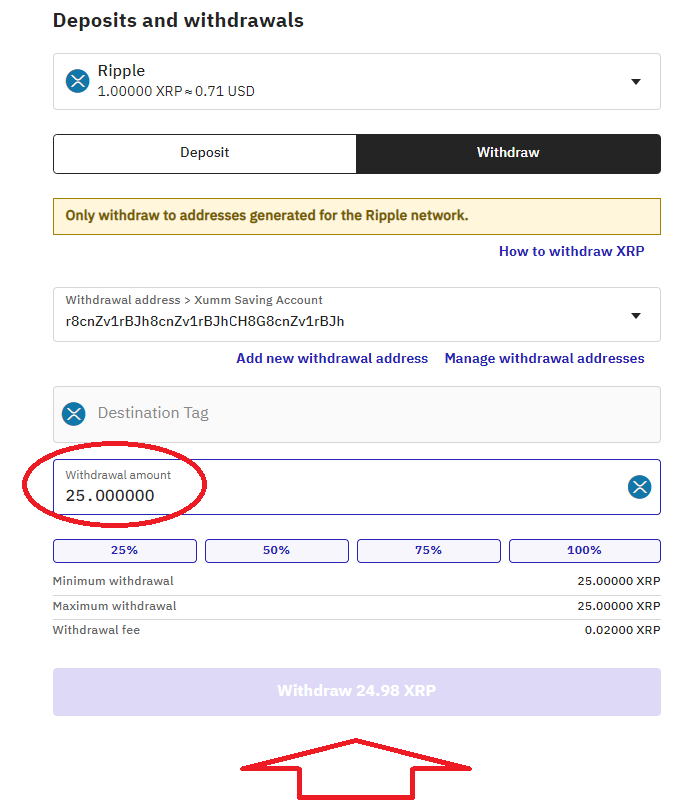 Deposits and withdrawals
Ripple
1.00000 XRP ≈ 0.71 USD
Deposit
Withdraw
Only withdraw to addresses generated for the Ripple network.
How to withdraw XRP
Withdrawal address > Xumm Saving Account
r8cnZv1rBJh8cnZv1rBJhCH8G8cnZv1rBJh
Add new withdrawal address
Manage withdrawal addresses
Destination Tag
Withdrawal amount
25.000000
25%
50%
75%
100%
Minimum withdrawal 25.00000 XRP
Maximum withdrawal 25.00000 XRP
Withdrawal fee 0.02000 XRP
Withdraw 24.98 XRP